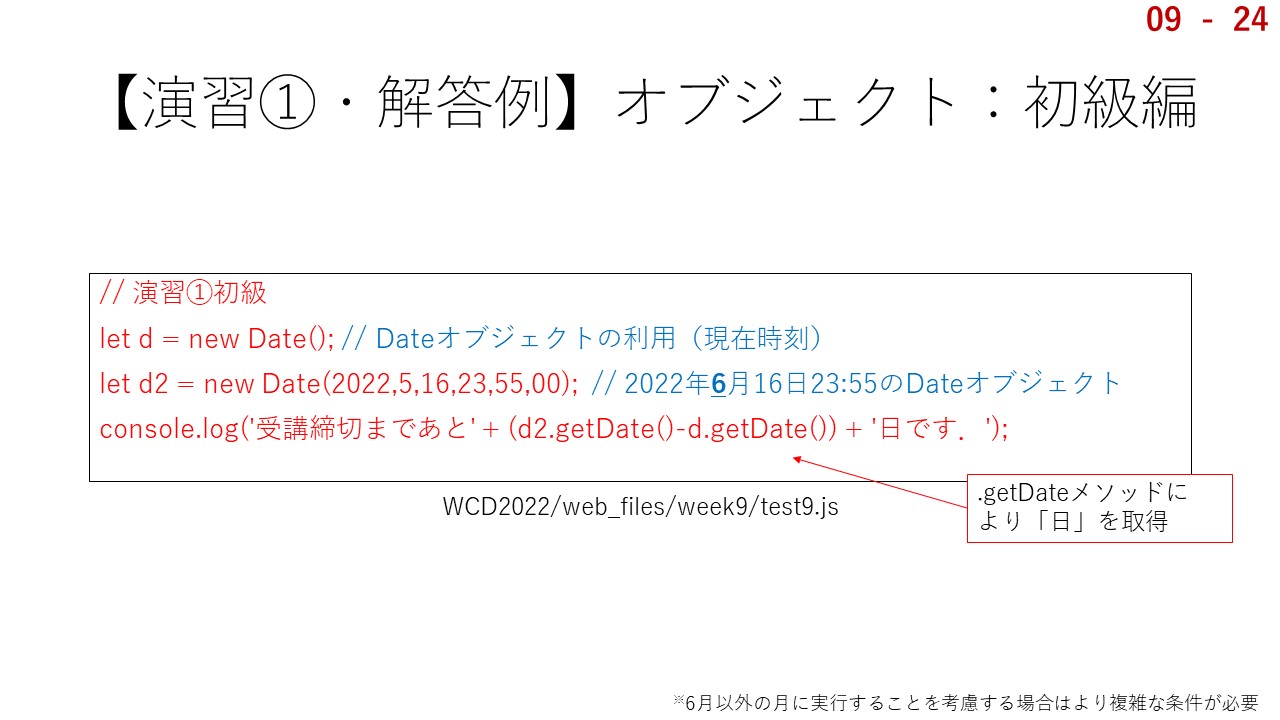 09 - 24
【演習①・解答例】オブジェクト：初級編
// 演習①初級
let d = new Date(); // Dateオブジェクトの利用（現在時刻）
let d2 = new Date(2022,5,16,23,55,00); // 2022年6月16日23:55のDateオブジェクト
console.log('受講締切まであと' + (d2.getDate()-d.getDate()) + '日です．');
.getDateメソッドに
より「日」を取得
WCD2022/web_files/week9/test9.js
※6月以外の月に実行することを考慮する場合はより複雑な条件が必要